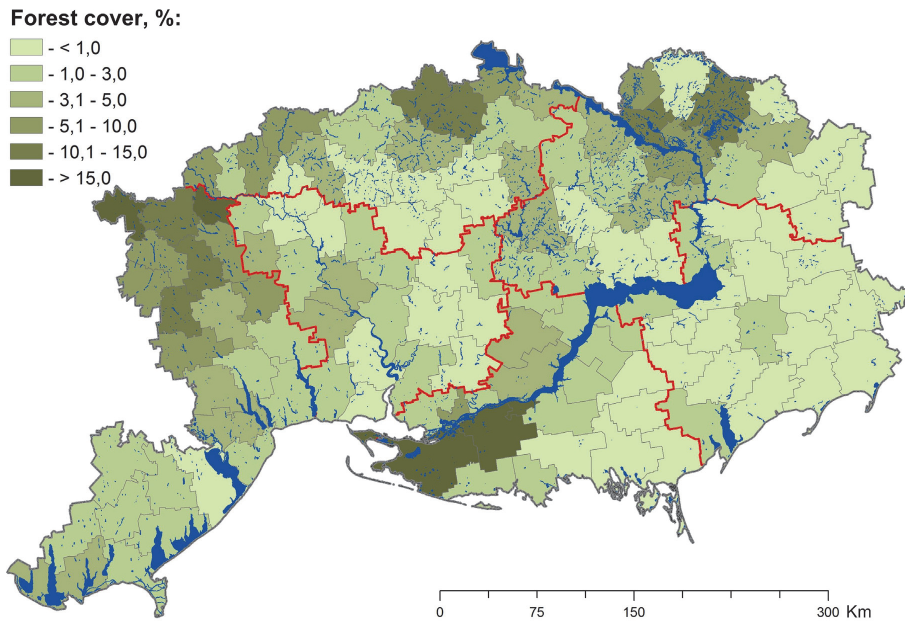 Forest cover, %:
- < 1,0
- 1,0 - 3,0
- 3,1 - 5,0
- 5,1 - 10,0
- 10,1 - 15,0
- > 15,0
0 75 150 300 Km